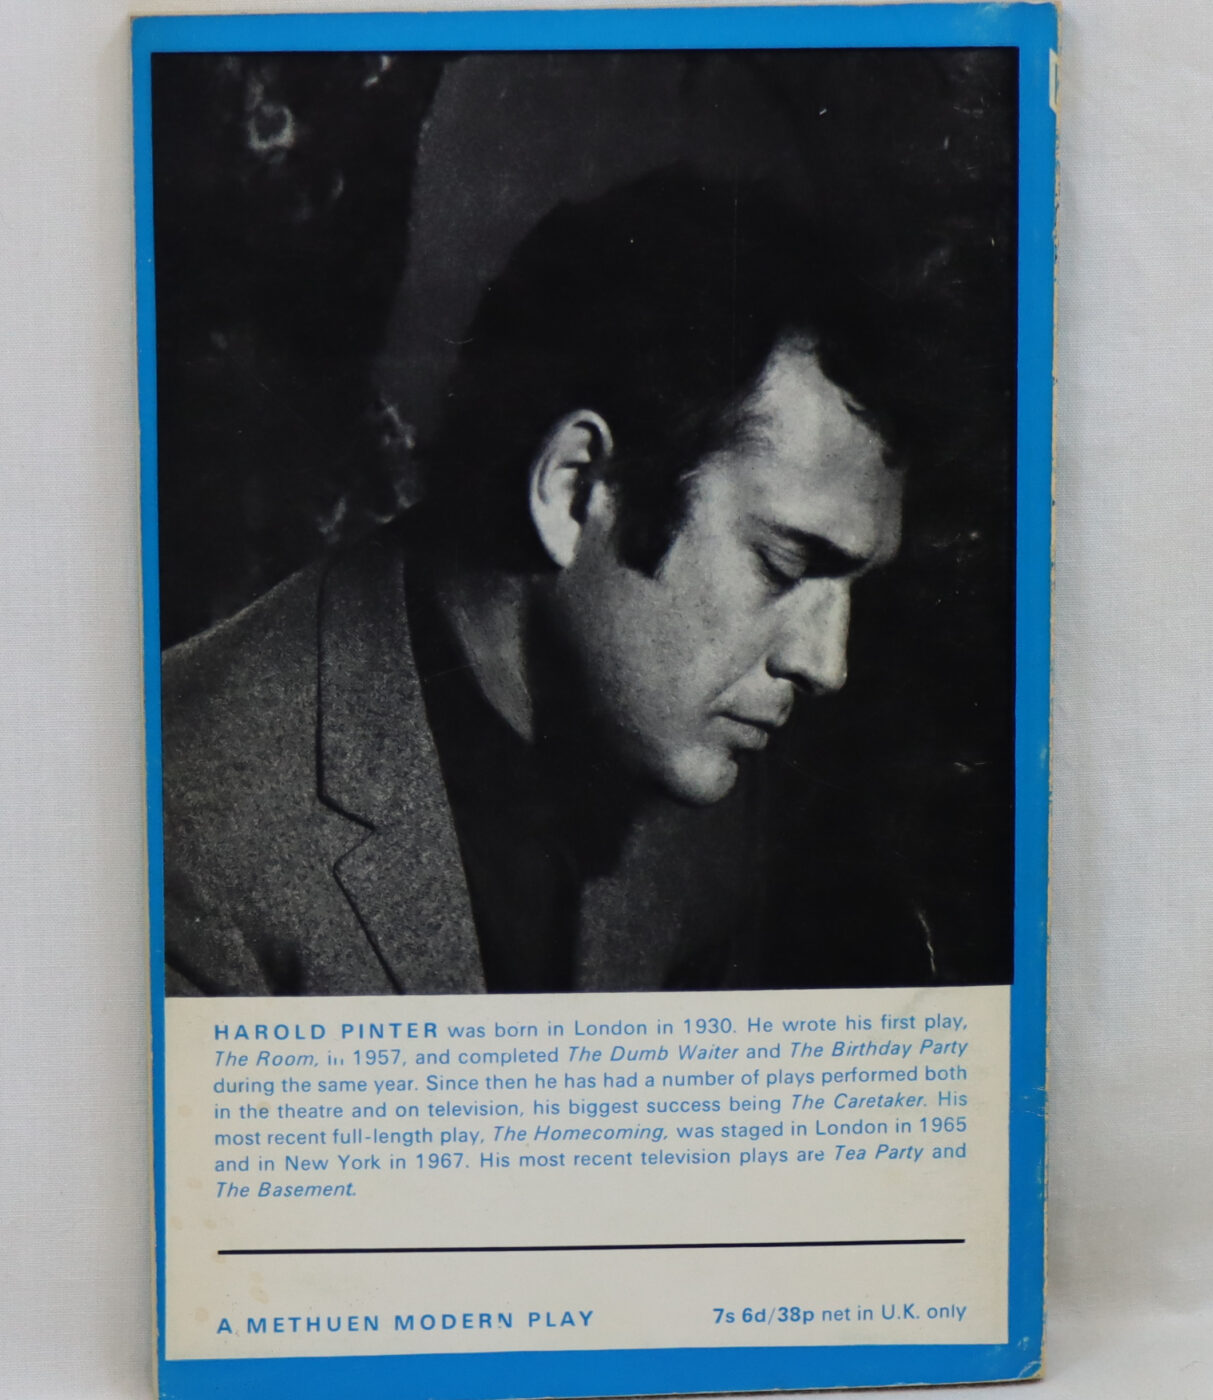 HAROLD PINTER was born in London in 1930. He wrote his first play,
The Room, in 1957, and completed The Dumb Waiter and The Birthday Party
during the same year. Since then he has had a number of plays performed both
in the theatre and on television, his biggest success being The Caretaker. His
most recent full-length play, The Homecoming, was staged in London in 1965
and in New York in 1967. His most recent television plays are Tea Party and
The Basement.
A METHUEN MODERN PLAY
7s 6d/38p net in U.K. only